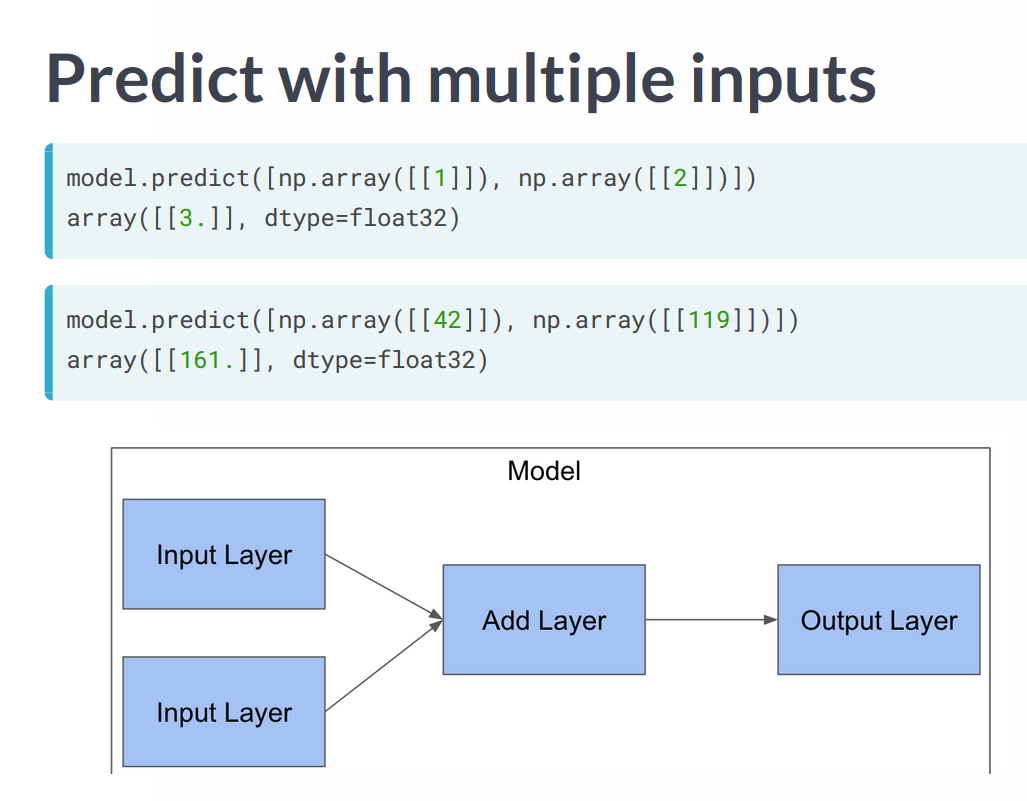 Predict with multiple inputs
model.predict([np.array([[1]]), np.array([[2]])])
array([[3.]], dtype=float32)
model.predict([np.array([[42]]), np.array([[119]])])
array([[161.]], dtype=float32)
Model
Input Layer
Add Layer
Output Layer
Input Layer